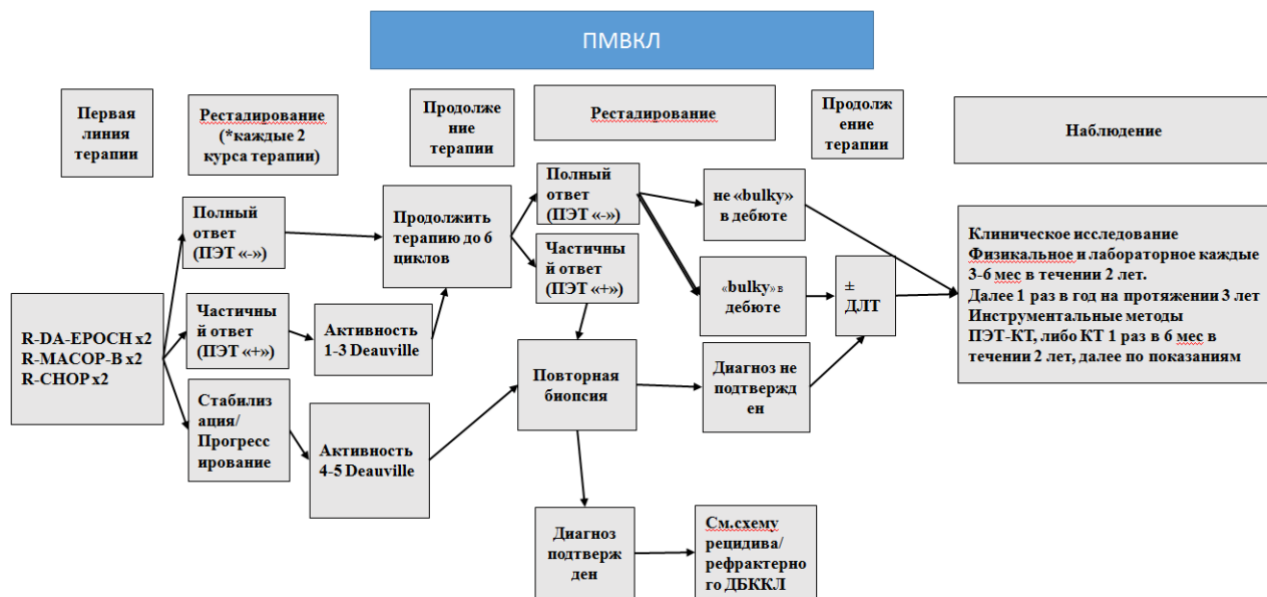 ПМВКЛ
Первая
линия
терапии
Рестадирование
(*каждые 2
курса терапии)
Продолже
ние
терапии
Рестадирование
Продолж
ение
терапии
Наблюдение
R-DA-EPOCH x2
R-MACOP-B x2
R-CHOP x2
Полный
ответ
(ПЭТ «-»)
Частичны
й ответ
(ПЭТ «+»)
Стабилиз
ация/
Прогресс
ирование
Активность
1-3 Deauville
Активность
4-5 Deauville
Продолжить
терапию до 6
циклов
Полный
ответ
(ПЭТ «-»)
Частичны
й ответ
(ПЭТ «+»)
Повторная
биопсия
Диагноз
подтверж
ден
не «bulky»
в дебюте
«bulky» в
дебюте
Диагноз не
подтвержд
ен
См.схему
рецидива/
рефрактерно
го ДБККЛ
±
ДЛТ
Клиническое исследование
Физикальное и лабораторное каждые
3-6 мес в течении 2 лет.
Далее 1 раз в год на протяжении 3 лет
Инструментальные методы
ПЭТ-КТ, либо КТ 1 раз в 6 мес в
течении 2 лет, далее по показаниям